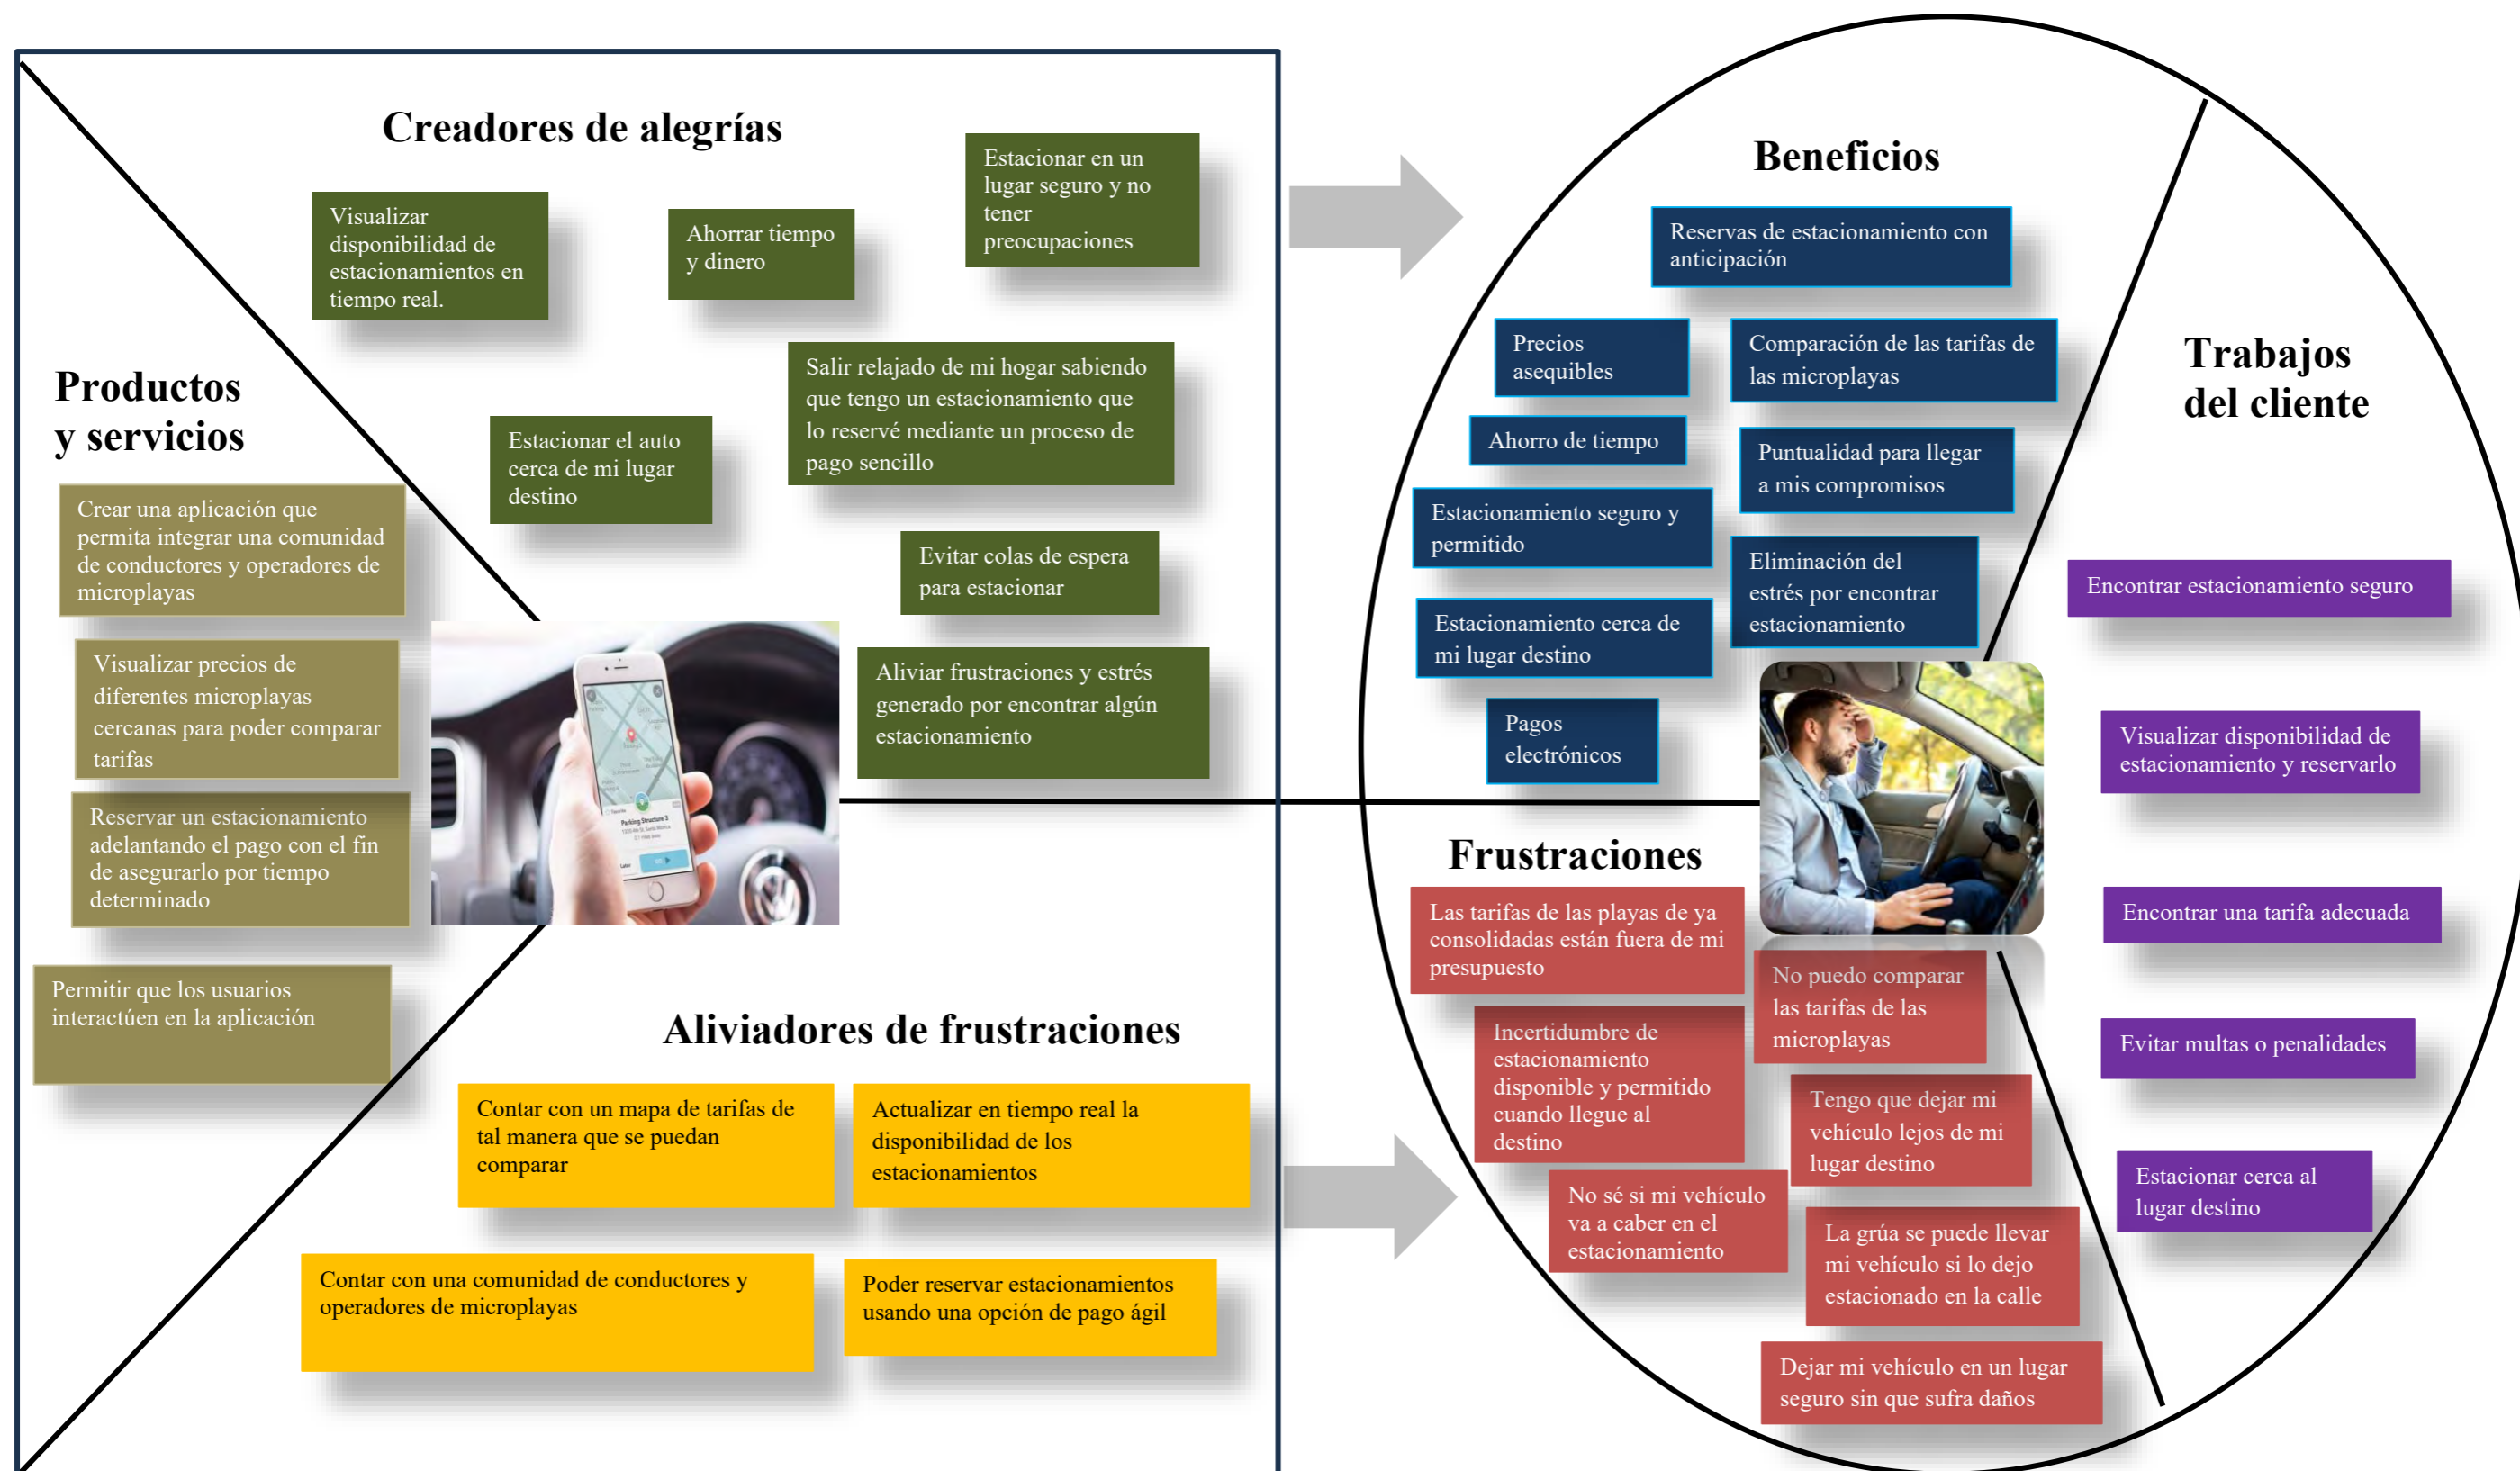 Creadores de alegrías
Visualizar
disponibilidad de
estacionamientos en
tiempo real.
Ahorrar tiempo
y dinero
Estacionar en un
lugar seguro y no
tener
preocupaciones
Estacionar el auto
cerca de mi lugar
destino
Salir relajado de mi hogar sabiendo
que tengo un estacionamiento que
lo reservé mediante un proceso de
pago sencillo
Evitar colas de espera
para estacionar
Aliviar frustraciones y estrés
generado por encontrar algún
estacionamiento
Productos
y servicios
Crear una aplicación que
permita integrar una comunidad
de conductores y operadores de
microplayas
Visualizar precios de
diferentes microplayas
cercanas para poder comparar
tarifas
Reservar un estacionamiento
adelantando el pago con el fin
de asegurarlo por tiempo
determinado
Permitir que los usuarios
interactúen en la aplicación
Parking Structure 3
Later
Aliviadores de frustraciones
Contar con un mapa de tarifas de
tal manera que se puedan
comparar
Actualizar en tiempo real la
disponibilidad de los
estacionamientos
Contar con una comunidad de conductores y
operadores de microplayas
Poder reservar estacionamientos
usando una opción de pago ágil
Beneficios
Reservas de estacionamiento con
anticipación
Precios
asequibles
Comparación de las tarifas de
las microplayas
Ahorro de tiempo
Puntualidad para llegar
a mis compromisos
Estacionamiento seguro y
permitido
Eliminación del
estrés por encontrar
estacionamiento
Estacionamiento cerca de
mi lugar destino
Pagos
electrónicos
Frustraciones
Las tarifas de las playas de ya
consolidadas están fuera de mi
presupuesto
No puedo comparar
las tarifas de las
microplayas
Incertidumbre de
estacionamiento
disponible y permitido
cuando llegue al
destino
Tengo que dejar mi
vehículo lejos de mi
lugar destino
No sé si mi vehículo
va a caber en el
estacionamiento
La grúa se puede llevar
mi vehículo si lo dejo
estacionado en la calle
Dejar mi vehículo en un lugar
seguro sin que sufra daños
Trabajos
del cliente
Encontrar estacionamiento seguro
Visualizar disponibilidad de
estacionamiento y reservarlo
Encontrar una tarifa adecuada
Evitar multas o penalidades
Estacionar cerca al
lugar destino